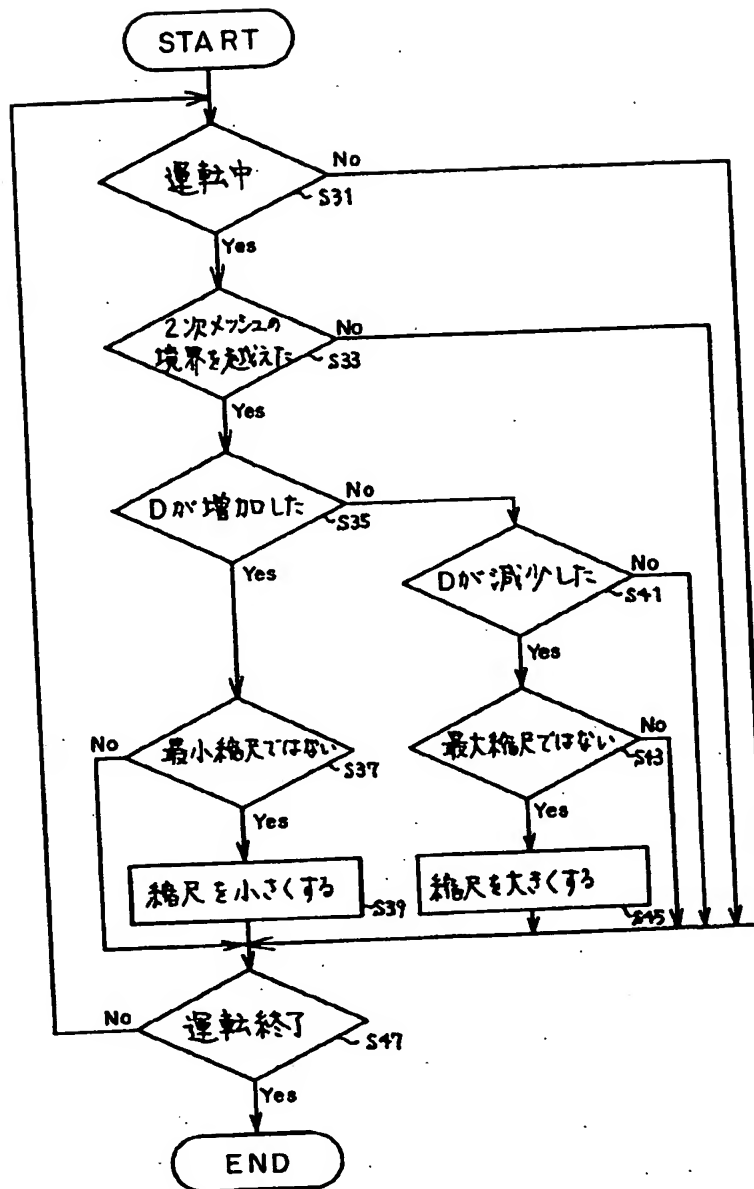 START
運転中
No
S31
Yes
2次メッシュの
境界を越えた
No
S33
Yes
Dが増加した
No
S35
Yes
Dが減少した
No
S41
Yes
No
最小縮尺ではない
S37
Yes
最大縮尺ではない
No
S43
Yes
縮尺を小さくする
S39
縮尺を大きくする
S45
No
運転終了
S47
Yes
END